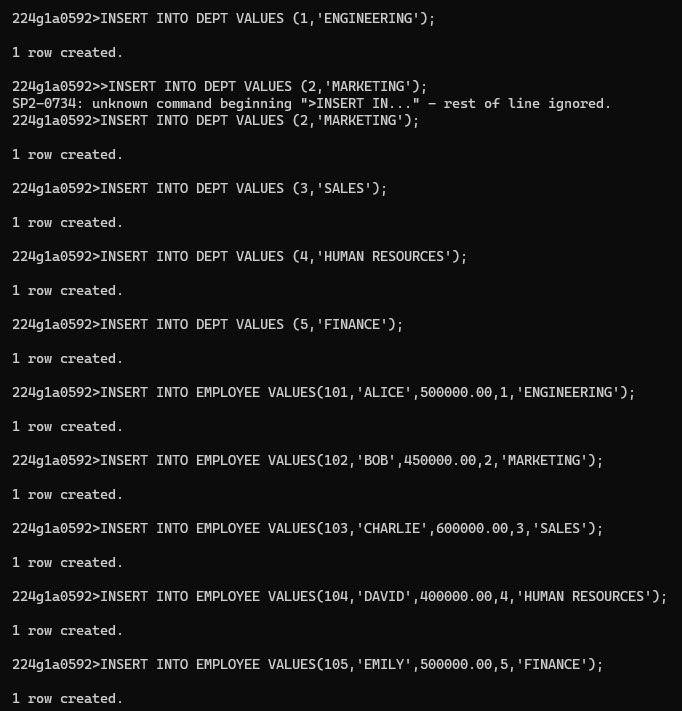 224g1a0592>INSERT INTO DEPT VALUES (1,'ENGINEERING');
1 row created.
224g1a0592>>INSERT INTO DEPT VALUES (2,'MARKETING');
SP2-0734: unknown command beginning ">INSERT IN..." - rest of line ignored.
224g1a0592>INSERT INTO DEPT VALUES (2,'MARKETING');
1 row created.
224g1a0592>INSERT INTO DEPT VALUES (3,'SALES');
1 row created.
224g1a0592>INSERT INTO DEPT VALUES (4,'HUMAN RESOURCES');
1 row created.
224g1a0592>INSERT INTO DEPT VALUES (5,'FINANCE');
1 row created.
224g1a0592>INSERT INTO EMPLOYEE VALUES(101,'ALICE',500000.00,1,'ENGINEERING');
1 row created.
224g1a0592>INSERT INTO EMPLOYEE VALUES(102,'BOB',450000.00,2,'MARKETING');
1 row created.
224g1a0592>INSERT INTO EMPLOYEE VALUES(103,'CHARLIE',600000.00,3,'SALES');
1 row created.
224g1a0592>INSERT INTO EMPLOYEE VALUES(104,'DAVID',400000.00,4,'HUMAN RESOURCES');
1 row created.
224g1a0592>INSERT INTO EMPLOYEE VALUES(105,'EMILY',500000.00,5,'FINANCE');
1 row created.